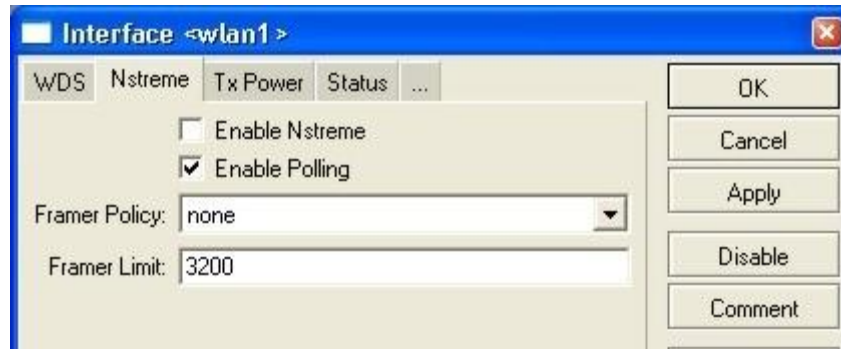 Interface <wlan1>
WDS Nstreme Tx Power Status ...
Enable Nstreme
Enable Polling
Framer Policy: none
Framer Limit: 3200
OK
Cancel
Apply
Disable
Comment